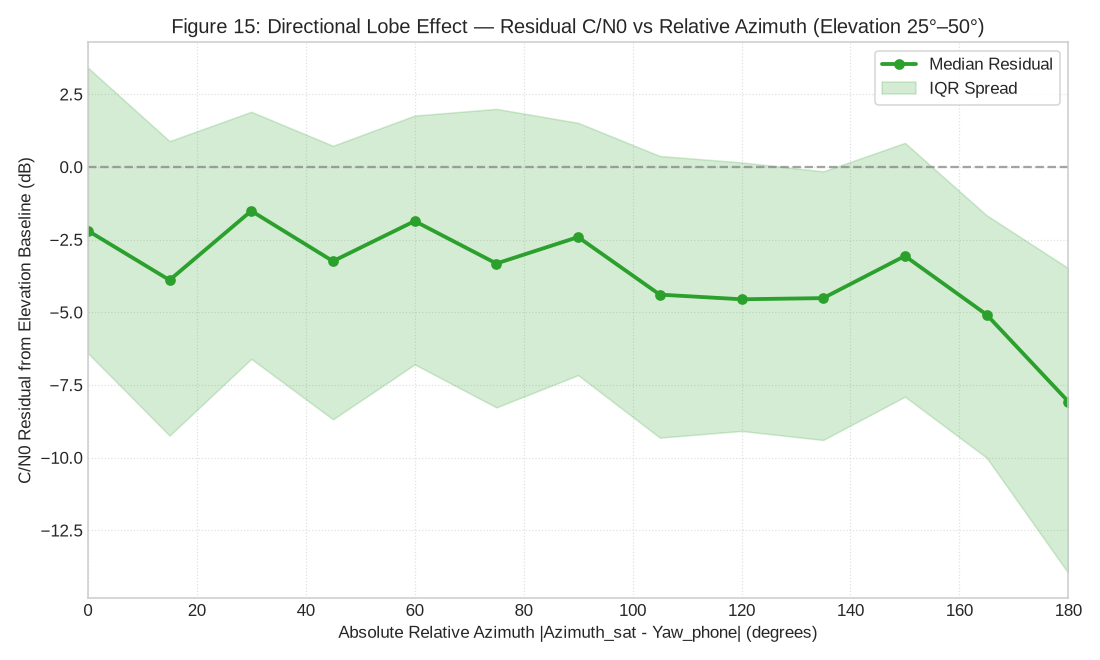 Figure 15: Directional Lobe Effect — Residual C/N0 vs Relative Azimuth (Elevation 25°–50°)
Median Residual
IQR Spread
C/N0 Residual from Elevation Baseline (dB)
2.5
0.0
−2.5
−5.0
−7.5
−10.0
−12.5
0 20 40 60 80 100 120 140 160 180
Absolute Relative Azimuth |Azimuth_sat - Yaw_phone| (degrees)